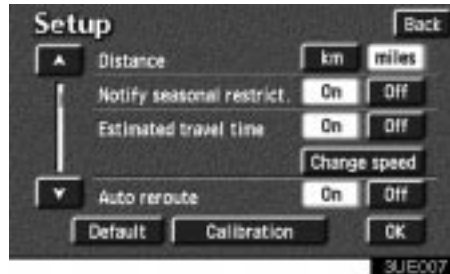 Setup Back
Distance km miles
Notify seasonal restrict. On Off
Estimated travel time On Off
Change speed
Auto reroute On Off
Default Calibration OK
3UE007